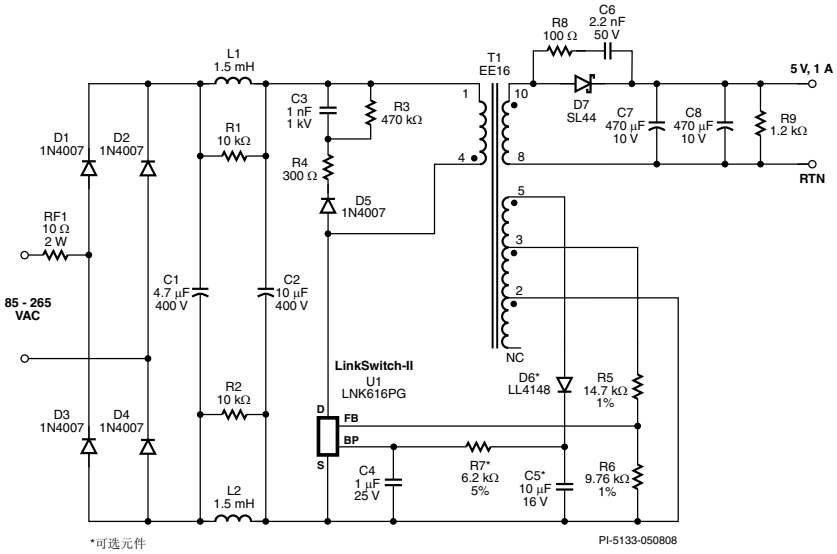 R8
100 Ω
C6
2.2 nF
50 V
L1
1.5 mH
T1
EE16
5 V, 1 A
1
10
D7
SL44
C3
1 nF
1 kV
R3
470 kΩ
C7
470 μF
10 V
C8
470 μF
10 V
R9
1.2 kΩ
D1
1N4007
D2
1N4007
R1
10 kΩ
R4
300 Ω
4
8
RTN
D5
1N4007
5
RF1
10 Ω
2 W
3
C1
4.7 μF
400 V
C2
10 μF
400 V
2
85 - 265
VAC
NC
LinkSwitch-II
U1
LNK616PG
D6*
LL4148
R5
14.7 kΩ
1%
R2
10 kΩ
D
FB
BP
S
D3
1N4007
D4
1N4007
C4
1 μF
25 V
R7*
6.2 kΩ
5%
C5*
10 μF
16 V
R6
9.76 kΩ
1%
L2
1.5 mH
*可选元件
PI-5133-050808